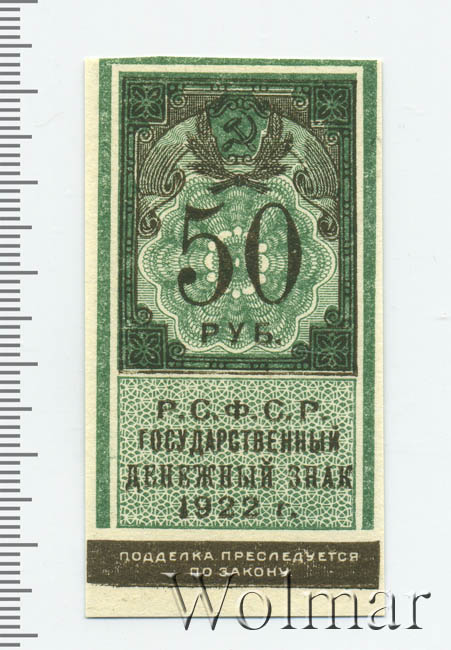 50
РУБ.
Р.С.Ф.С.Р.
ГОСУДАРСТВЕННЫЙ
ДЕНЕЖНЫЙ ЗНАК
1922 г.
ПОДДЕЛКА ПРЕСЛЕДУЕТСЯ
ПО ЗАКОНУ
Wolmar